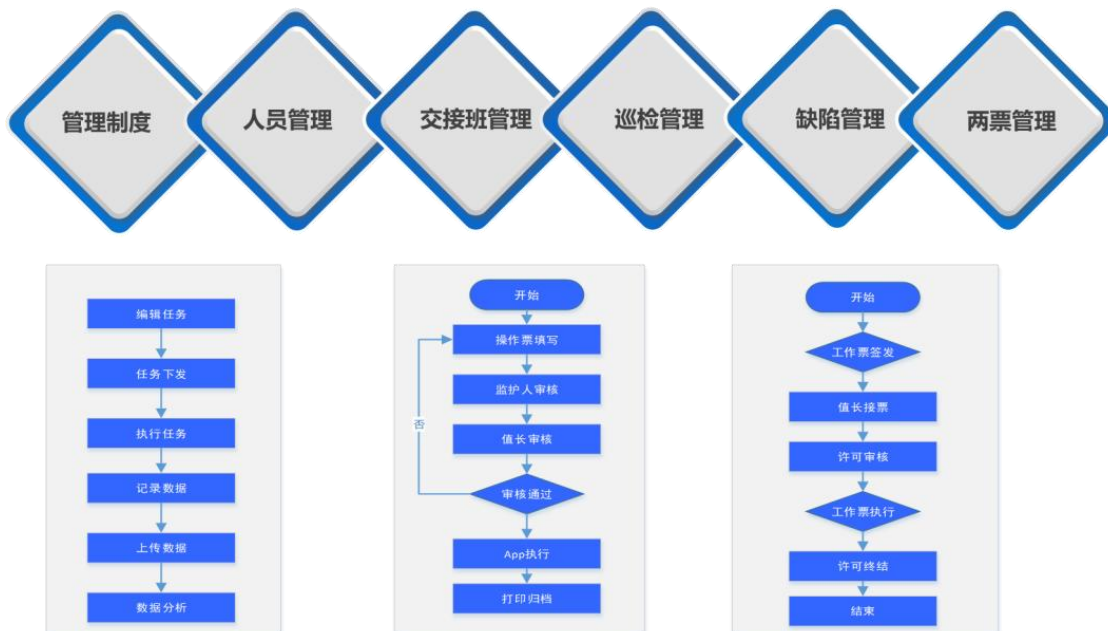 管理制度
人员管理
交接班管理
巡检管理
缺陷管理
两票管理
编辑任务
任务下发
执行任务
记录数据
上传数据
数据分析
开始
操作票填写
监护人审核
值长审核
否
审核通过
App执行
打印归档
开始
工作票签发
值长接票
许可审核
工作票执行
许可终结
结束